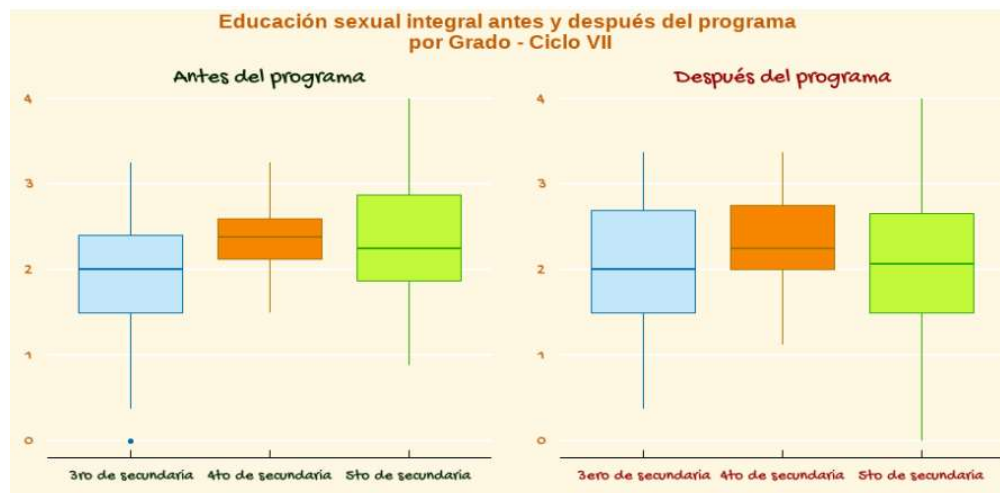 Educación sexual integral antes y después del programa
por Grado - Ciclo VII
Antes del programa
4
3
2
1
0
3ro de secundaria 4to de secundaria 5to de secundaria
Después del programa
4
3
2
1
0
3ero de secundaria 4to de secundaria 5to de secundaria